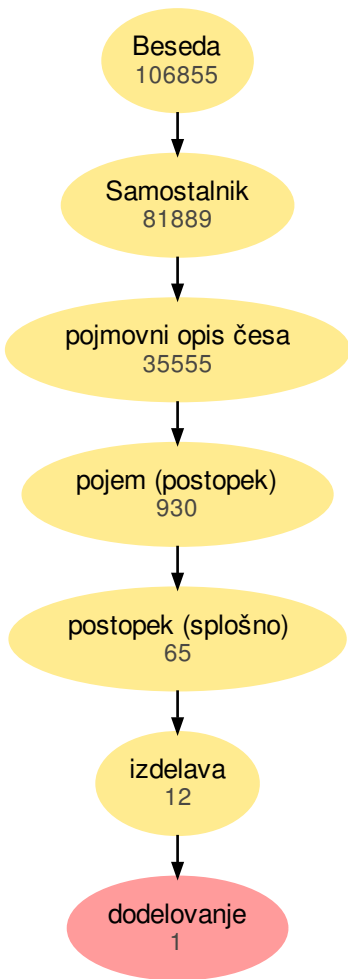 Beseda
106855
Samostalnik
81889
pojmovni opis česa
35555
pojem (postopek)
930
postopek (splošno)
65
izdelava
12
dodelovanje
1